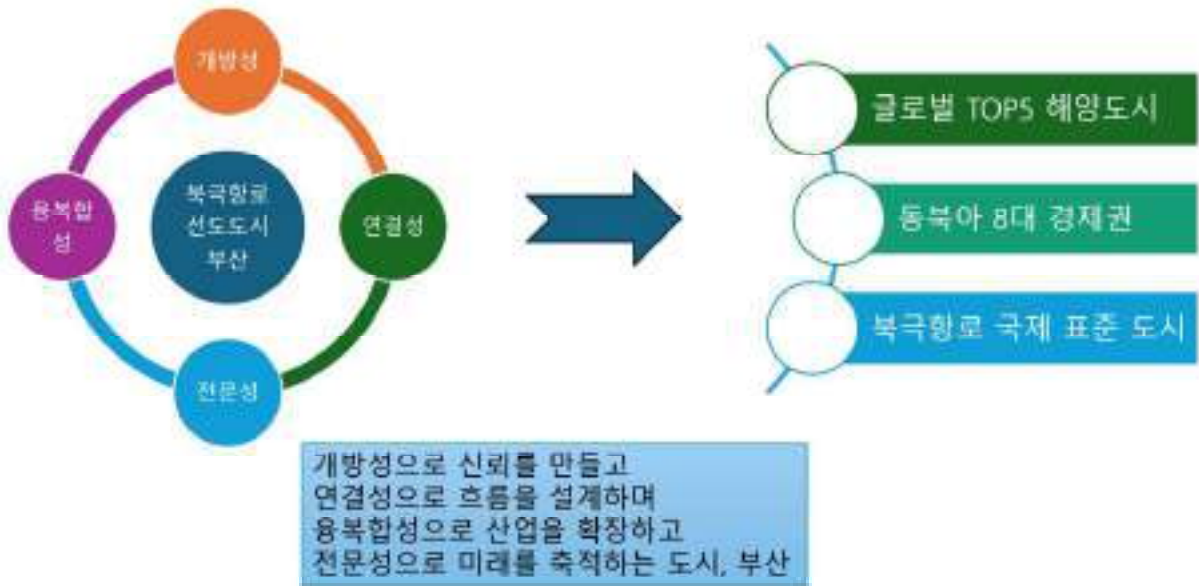 개방성
융복합
성
북극항로
선도도시
부산
연결성
전문성
글로벌 TOP5 해양도시
동북아 8대 경제권
북극항로 국제 표준 도시
개방성으로 신뢰를 만들고
연결성으로 흐름을 설계하며
융복합성으로 산업을 확장하고
전문성으로 미래를 축적하는 도시, 부산